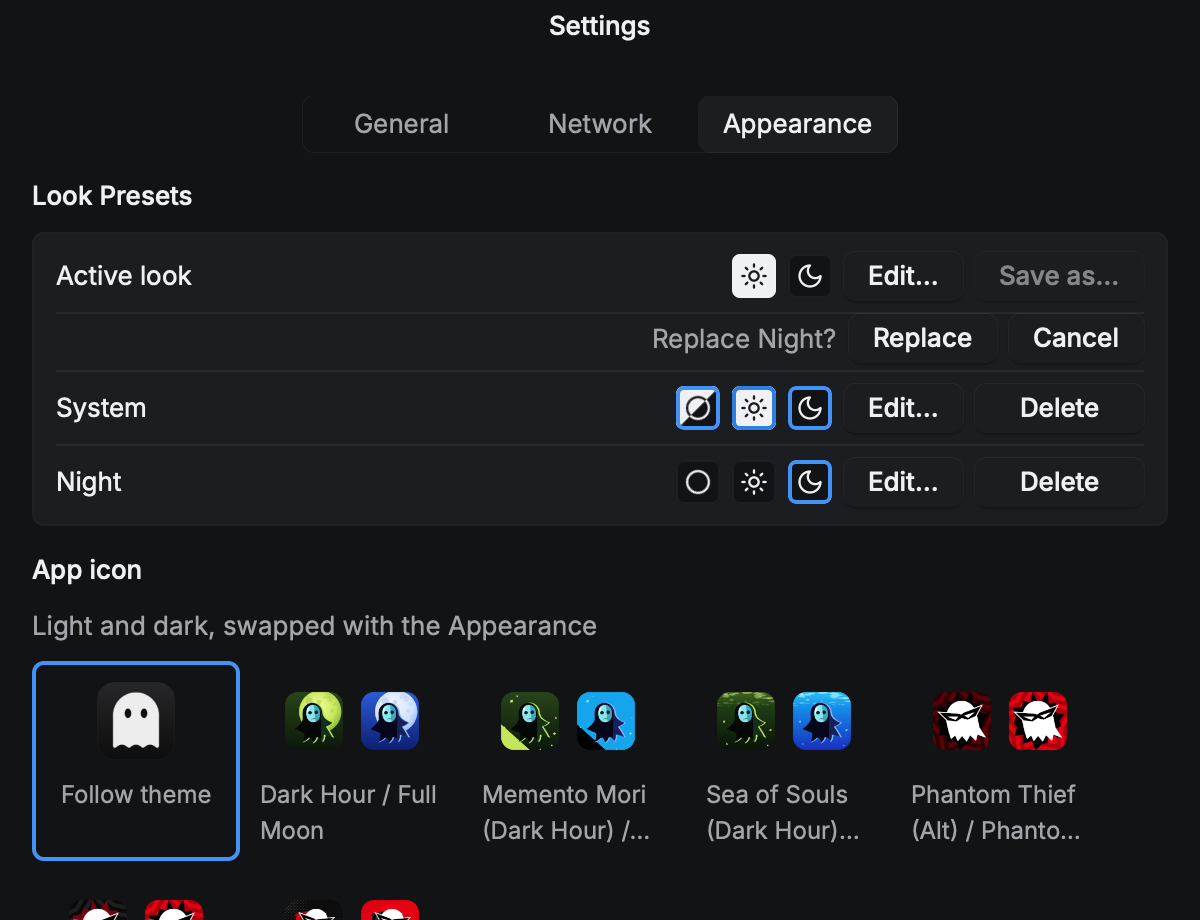 Settings
General Network Appearance
Look Presets
Active look Edit... Save as...
Replace Night? Replace Cancel
System Edit... Delete
Night Edit... Delete
App icon
Light and dark, swapped with the Appearance
Follow theme
Dark Hour / Full
Moon
Memento Mori
(Dark Hour) /...
Sea of Souls
(Dark Hour)...
Phantom Thief
(Alt) / Phanto...